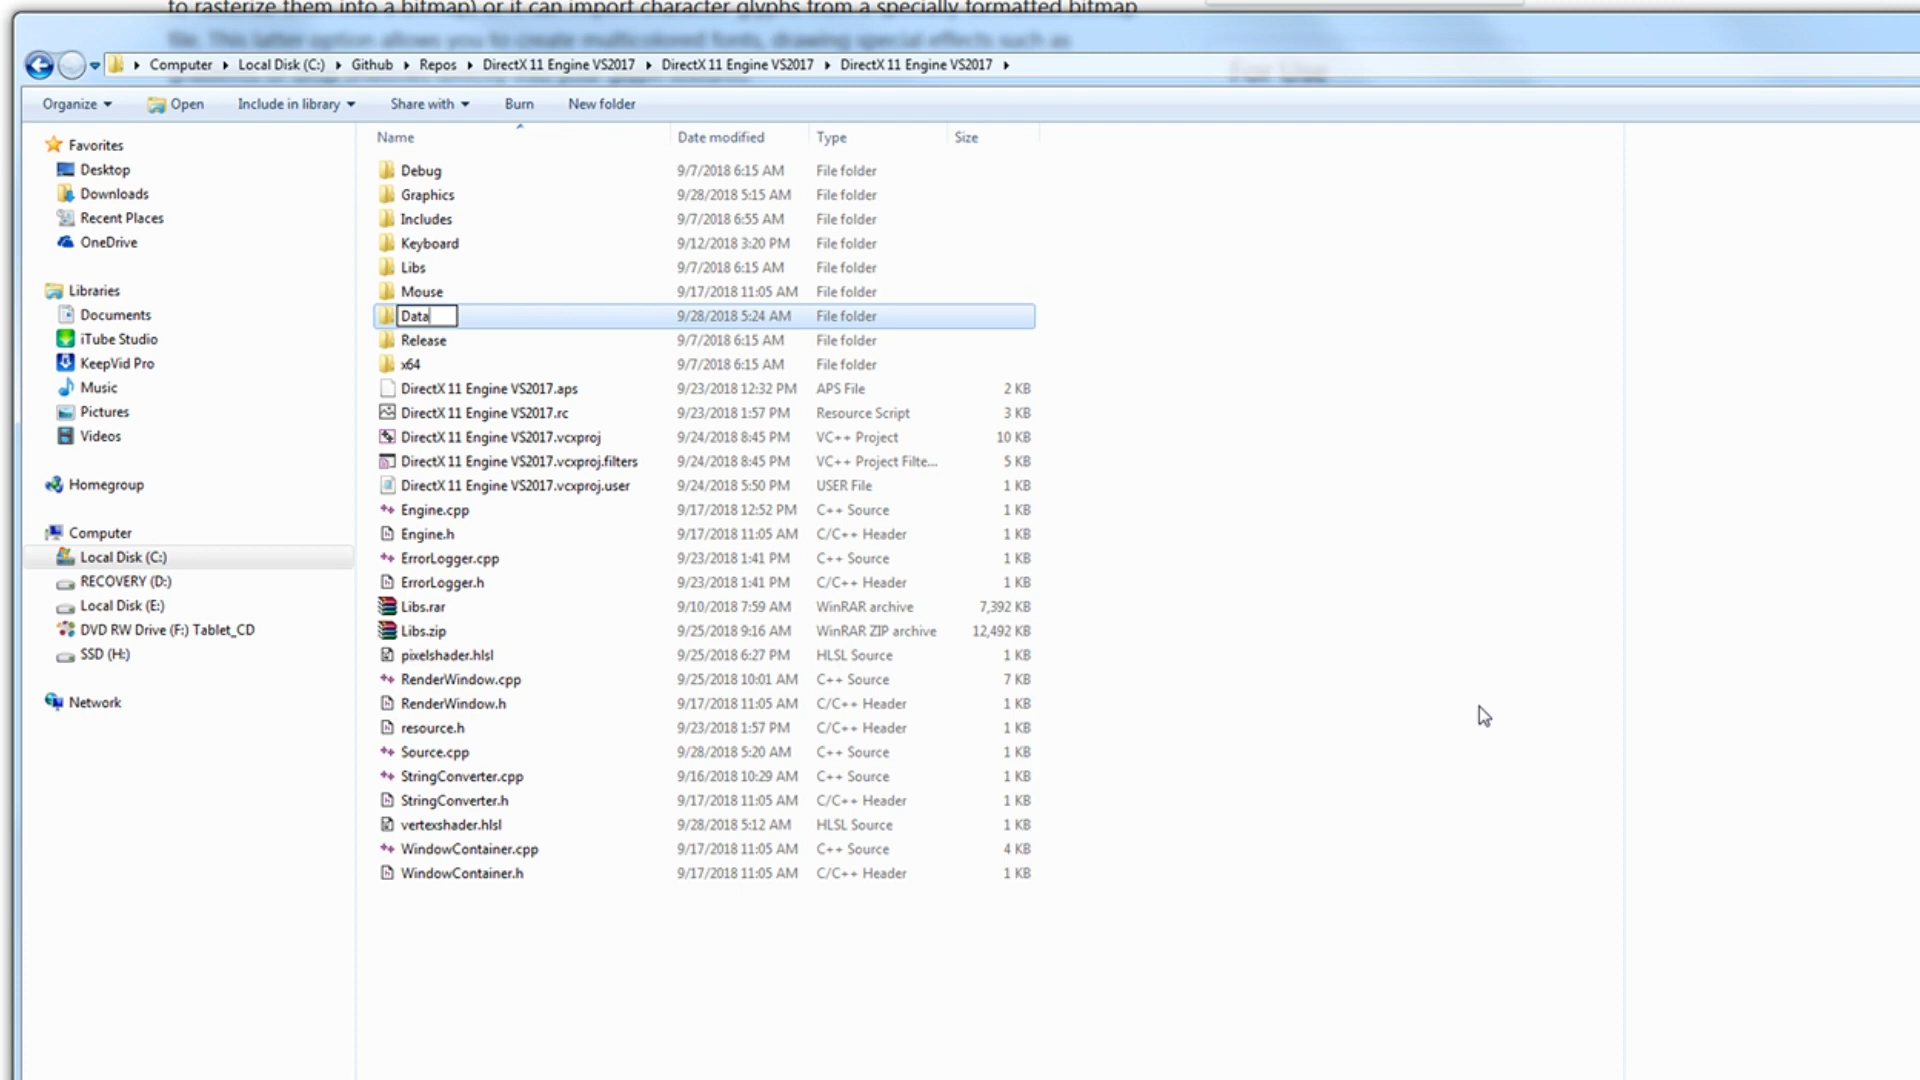 to rasterize them into a bitmap) or it can import character glyphs from a specially formatted bitmap
file. This latter option allows you to create multicolored fonts, drawing special effects such as
For Use
Computer Local Disk (C:) Github Repos DirectX 11 Engine VS2017 DirectX 11 Engine VS2017 DirectX 11 Engine VS2017
Organize Open Include in library Share with Burn New folder
Name Date modified Type Size
Favorites
Desktop
Downloads
Recent Places
OneDrive
Libraries
Documents
iTube Studio
KeepVid Pro
Music
Pictures
Videos
Homegroup
Computer
Local Disk (C:)
RECOVERY (D:)
Local Disk (E:)
DVD RW Drive (F:) Tablet_CD
SSD (H:)
Network
Debug 9/7/2018 6:15 AM File folder
Graphics 9/28/2018 5:15 AM File folder
Includes 9/7/2018 6:55 AM File folder
Keyboard 9/12/2018 3:20 PM File folder
Libs 9/7/2018 6:15 AM File folder
Mouse 9/17/2018 11:05 AM File folder
Data 9/28/2018 5:24 AM File folder
Release 9/7/2018 6:15 AM File folder
x64 9/7/2018 6:15 AM File folder
DirectX 11 Engine VS2017.aps 9/23/2018 12:32 PM APS File 2 KB
DirectX 11 Engine VS2017.rc 9/23/2018 1:57 PM Resource Script 3 KB
DirectX 11 Engine VS2017.vcxproj 9/24/2018 8:45 PM VC++ Project 10 KB
DirectX 11 Engine VS2017.vcxproj.filters 9/24/2018 8:45 PM VC++ Project Filte... 5 KB
DirectX 11 Engine VS2017.vcxproj.user 9/24/2018 5:50 PM USER File 1 KB
Engine.cpp 9/17/2018 12:52 PM C++ Source 1 KB
Engine.h 9/17/2018 11:05 AM C/C++ Header 1 KB
ErrorLogger.cpp 9/23/2018 1:41 PM C++ Source 1 KB
ErrorLogger.h 9/23/2018 1:41 PM C/C++ Header 1 KB
Libs.rar 9/10/2018 7:59 AM WinRAR archive 7,392 KB
Libs.zip 9/25/2018 9:16 AM WinRAR ZIP archive 12,492 KB
pixelshader.hlsl 9/25/2018 6:27 PM HLSL Source 1 KB
RenderWindow.cpp 9/25/2018 10:01 AM C++ Source 7 KB
RenderWindow.h 9/17/2018 11:05 AM C/C++ Header 1 KB
resource.h 9/23/2018 1:57 PM C/C++ Header 1 KB
Source.cpp 9/28/2018 5:20 AM C++ Source 1 KB
StringConverter.cpp 9/16/2018 10:29 AM C++ Source 1 KB
StringConverter.h 9/17/2018 11:05 AM C/C++ Header 1 KB
vertexshader.hlsl 9/28/2018 5:12 AM HLSL Source 1 KB
WindowContainer.cpp 9/17/2018 11:05 AM C++ Source 4 KB
WindowContainer.h 9/17/2018 11:05 AM C/C++ Header 1 KB